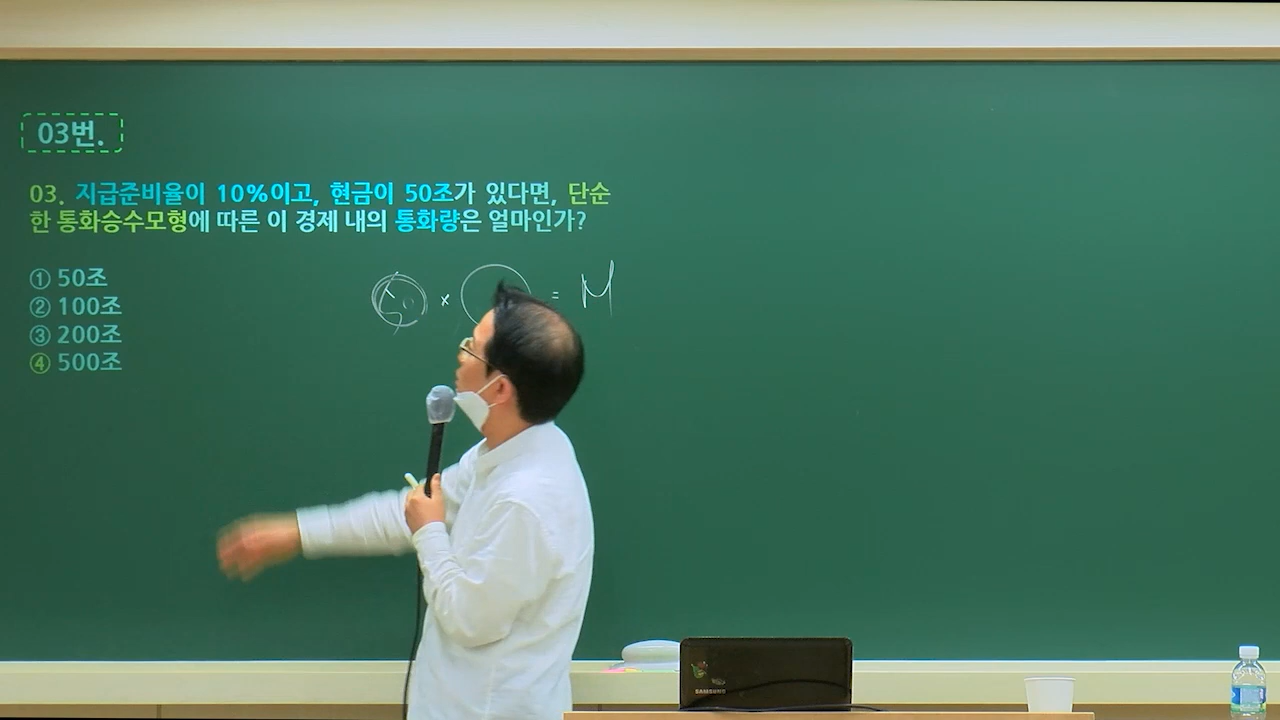 03번.
03. 지급준비율이 10%이고, 현금이 50조가 있다면, 단순
한 통화승수모형에 따른 이 경제 내의 통화량은 얼마인가?
① 50조
② 100조
③ 200조
④ 500조
50 × = M
SAMSUNG